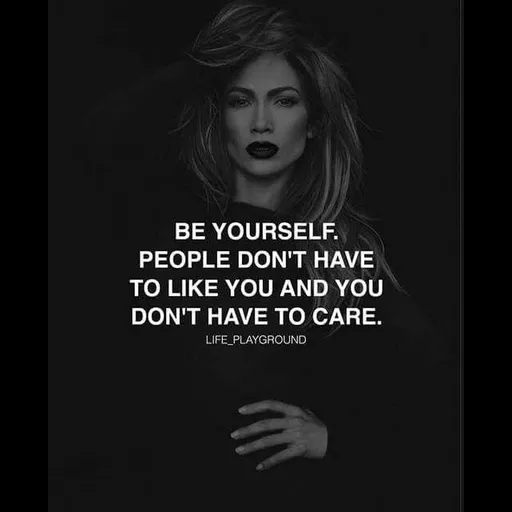 BE YOURSELF.
PEOPLE DON'T HAVE
TO LIKE YOU AND YOU
DON'T HAVE TO CARE.
LIFE_PLAYGROUND